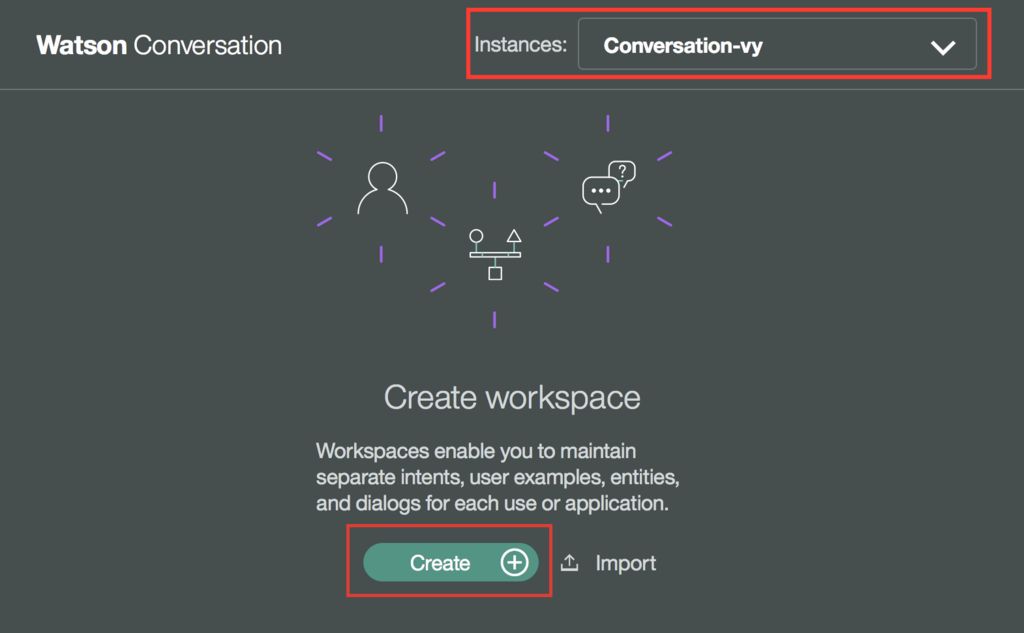 Watson Conversation
Instances: Conversation-vy
?
Create workspace
Workspaces enable you to maintain
separate intents, user examples, entities,
and dialogs for each use or application.
Create Import